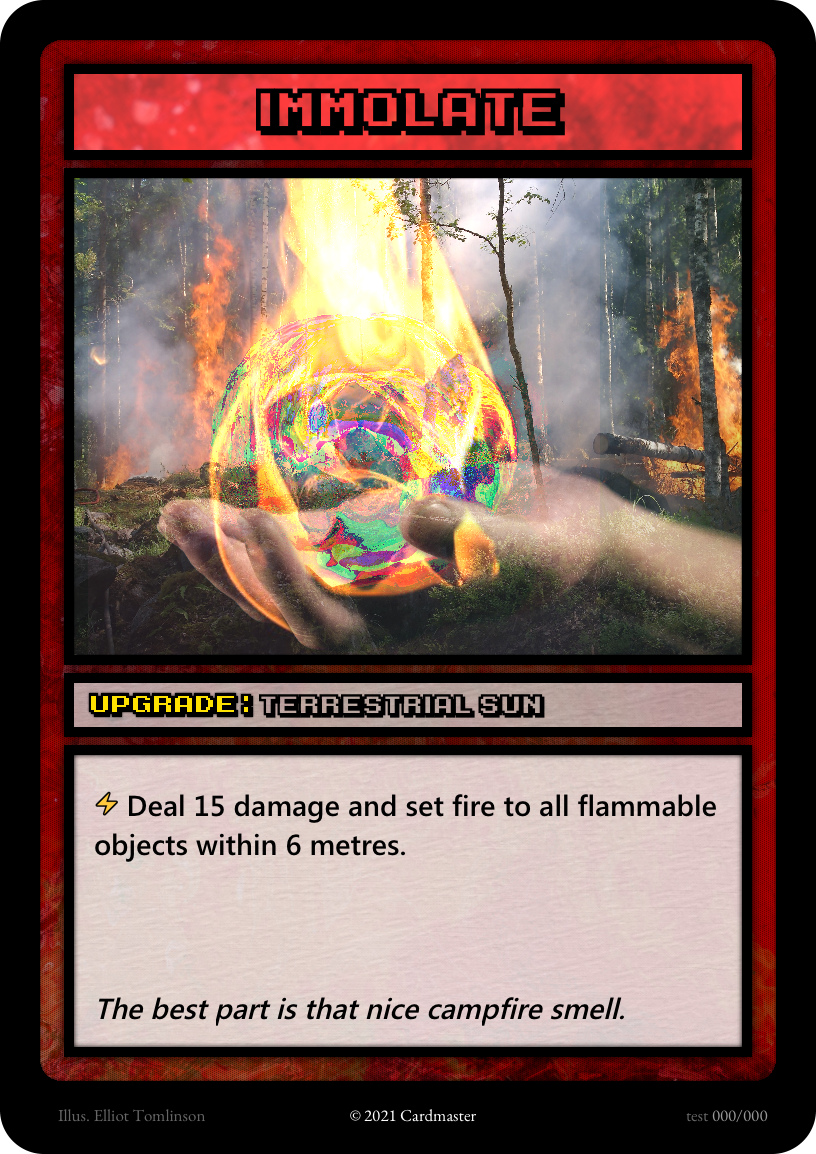 IMMOLATE
UPGRADE: TERRESTRIAL SUN
⚡ Deal 15 damage and set fire to all flammable
objects within 6 metres.
The best part is that nice campfire smell.
Illus. Elliot Tomlinson © 2021 Cardmaster test 000/000